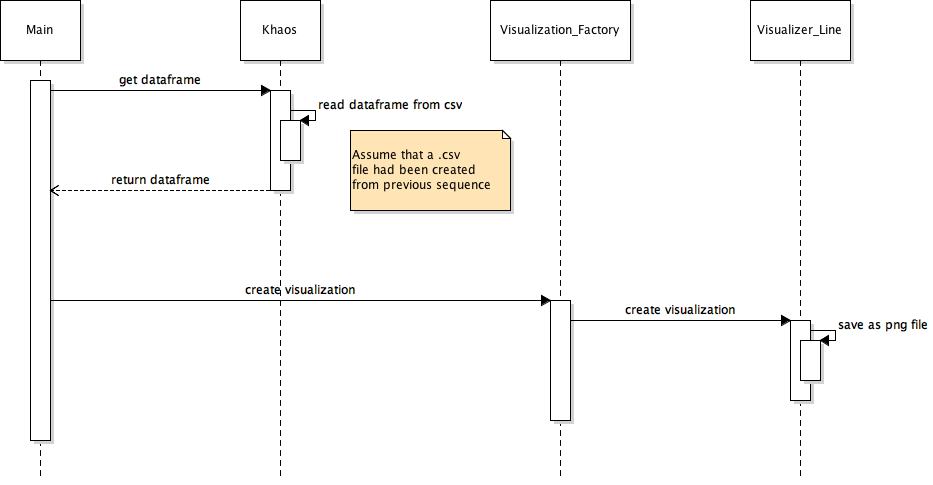 Main
Khaos
Visualization_Factory
Visualizer_Line
get dataframe
read dataframe from csv
Assume that a .csv
file had been created
from previous sequence
return dataframe
create visualization
create visualization
save as png file